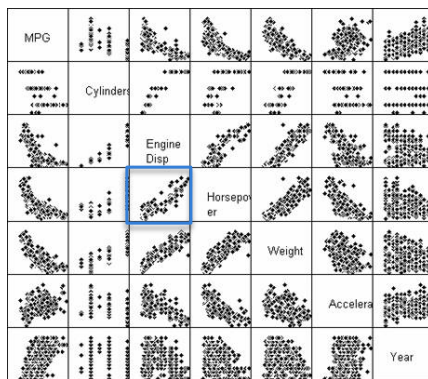 MPG
Cylinders
Engine
Disp
Horsepow
er
Weight
Accelera
Year